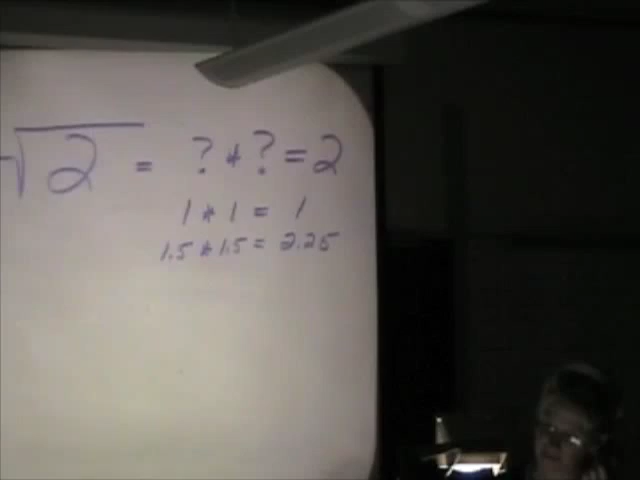 √2 = ? * ? = 2
1 * 1 = 1
1.5 * 1.5 = 2.25